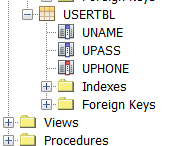 Foreign Keys
USERTBL
UNAME
UPASS
UPHONE
Indexes
Foreign Keys
Views
Procedures